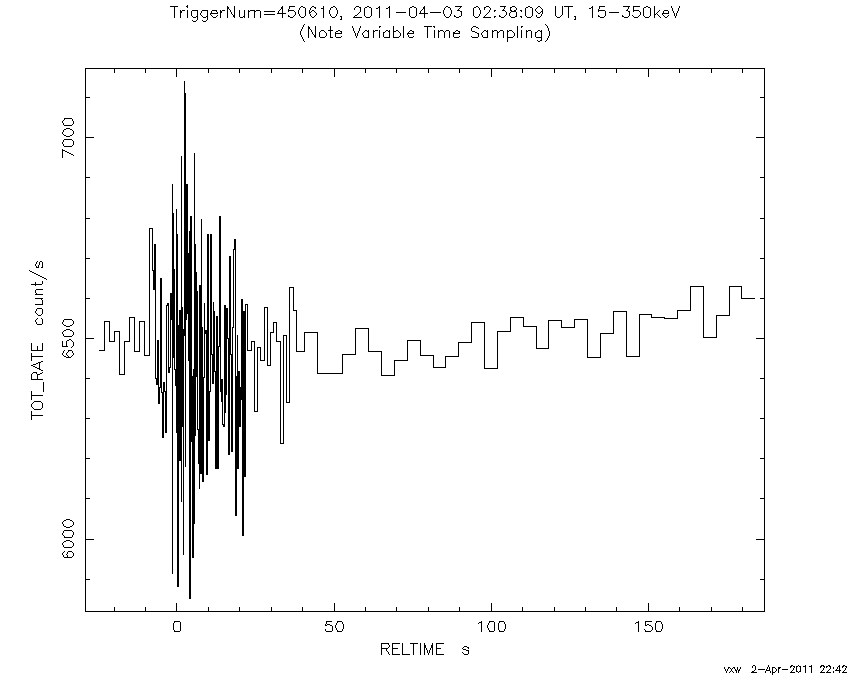 TriggerNum=450610, 2011-04-03 02:38:09 UT, 15-350keV
(Note Variable Time Sampling)
TOT_RATE count/s
7000
6500
6000
0 50 100 150
RELTIME s
vxw 2-Apr-2011 22:42